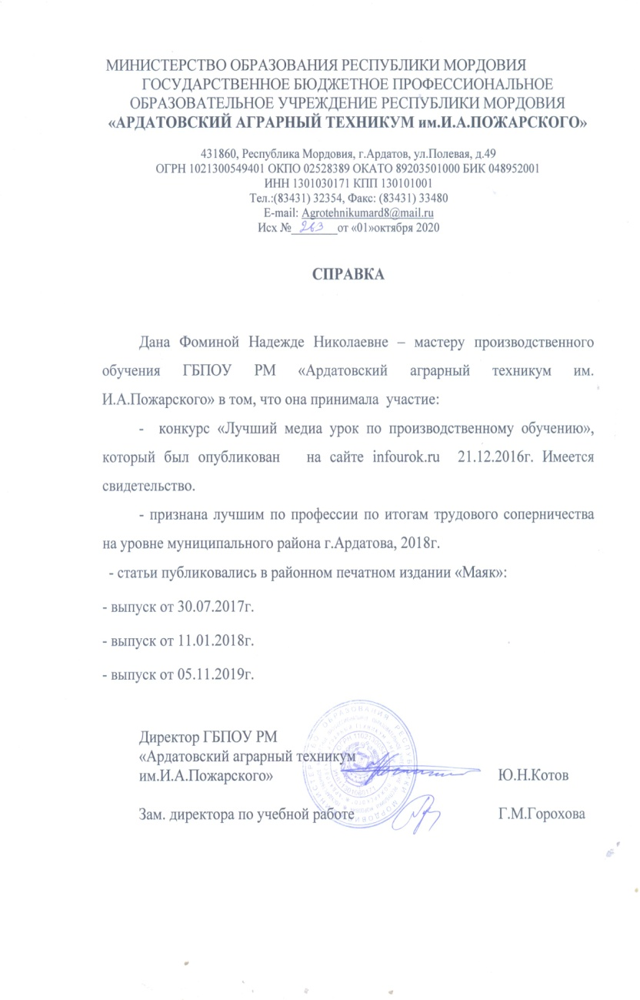 МИНИСТЕРСТВО ОБРАЗОВАНИЯ РЕСПУБЛИКИ МОРДОВИЯ
ГОСУДАРСТВЕННОЕ БЮДЖЕТНОЕ ПРОФЕССИОНАЛЬНОЕ
ОБРАЗОВАТЕЛЬНОЕ УЧРЕЖДЕНИЕ РЕСПУБЛИКИ МОРДОВИЯ
«АРДАТОВСКИЙ АГРАРНЫЙ ТЕХНИКУМ им.И.А.ПОЖАРСКОГО»
431860, Республика Мордовия, г.Ардатов, ул.Полевая, д.49
ОГРН 1021300549401 ОКПО 02528389 ОКАТО 89203501000 БИК 048952001
ИНН 1301030171 КПП 130101001
Тел.:(83431) 32354, Факс: (83431) 33480
E-mail: Agrotehnikumard8@mail.ru
Исх №263от «01»октября 2020
СПРАВКА
Дана Фоминой Надежде Николаевне – мастеру производственного
обучения ГБПОУ РМ «Ардатовский аграрный техникум им.
И.А.Пожарского» в том, что она принимала участие:
- конкурс «Лучший медиа урок по производственному обучению»,
который был опубликован на сайте infourok.ru 21.12.2016г. Имеется
свидетельство.
- признана лучшим по профессии по итогам трудового соперничества
на уровне муниципального района г.Ардатова, 2018г.
- статьи публиковались в районном печатном издании «Маяк»:
- выпуск от 30.07.2017г.
- выпуск от 11.01.2018г.
- выпуск от 05.11.2019г.
Директор ГБПОУ РМ
«Ардатовский аграрный техникум
им.И.А.Пожарского» Ю.Н.Котов
Зам. директора по учебной работе Г.М.Горохова
МИНИСТЕРСТВО ОБРАЗОВАНИЯ РЕСПУБЛИКИ МОРДОВИЯ